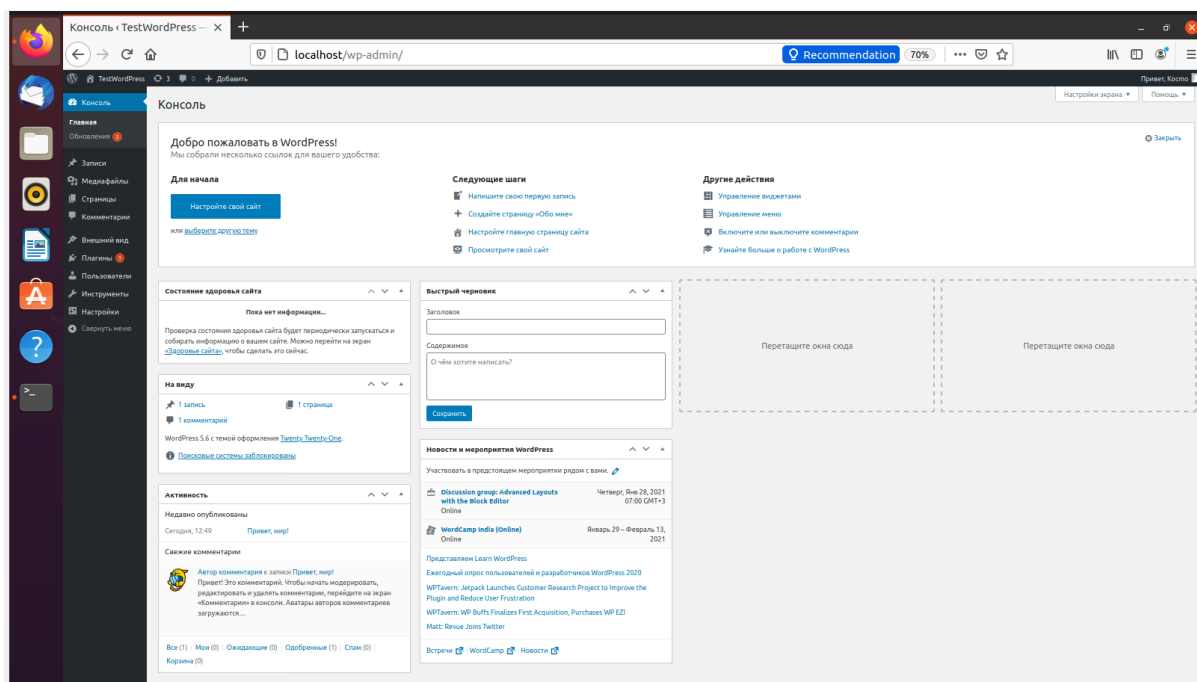 Консоль ‹ TestWordPress —
localhost/wp-admin/
Recommendation
70%
TestWordPress
3
0
Добавить
Привет, Kocmo
Консоль
Главная
Обновления 3
Записи
Медиафайлы
Страницы
Комментарии
Внешний вид
Плагины 1
Пользователи
Инструменты
Настройки
Свернуть меню
Настройки экрана
Помощь
Консоль
Добро пожаловать в WordPress!
Мы собрали несколько ссылок для вашего удобства:
Закрыть
Для начала
Настройте свой сайт
или выберите другую тему
Следующие шаги
Напишите свою первую запись
Создайте страницу «Обо мне»
Настройте главную страницу сайта
Просмотрите свой сайт
Другие действия
Управление виджетами
Управление меню
Включите или выключите комментарии
Узнайте больше о работе с WordPress
Состояние здоровья сайта
Пока нет информации...
Проверка состояния здоровья сайта будет периодически запускаться и
собирать информацию о вашем сайте. Можно перейти на экран
«Здоровье сайта», чтобы сделать это сейчас.
На виду
1 запись
1 страница
1 комментарий
WordPress 5.6 с темой оформления Twenty Twenty-One.
Поисковые системы заблокированы
Активность
Недавно опубликованы
Сегодня, 12:49 Привет, мир!
Свежие комментарии
Автор комментария к записи Привет, мир!
Привет! Это комментарий. Чтобы начать модерировать,
редактировать и удалять комментарии, перейдите на экран
«Комментарии» в консоли. Аватары авторов комментариев
загружаются…
Все (1) | Мои (0) | Ожидающие (0) | Одобренные (1) | Спам (0) |
Корзина (0)
Быстрый черновик
Заголовок
Содержимое
О чём хотите написать?
Сохранить
Новости и мероприятия WordPress
Участвовать в предстоящем мероприятии рядом с вами.
Discussion group: Advanced Layouts
with the Block Editor
Online
Четверг, Янв 28, 2021
07:00 GMT+3
WordCamp India (Online)
Online
Январь 29 – Февраль 13,
2021
Представляем Learn WordPress
Ежегодный опрос пользователей и разработчиков WordPress 2020
WPTavern: Jetpack Launches Customer Research Project to Improve the
Plugin and Reduce User Frustration
WPTavern: WP Buffs Finalizes First Acquisition, Purchases WP EZI
Matt: Revue Joins Twitter
Встречи | WordCamp | Новости
Перетащите окна сюда
Перетащите окна сюда